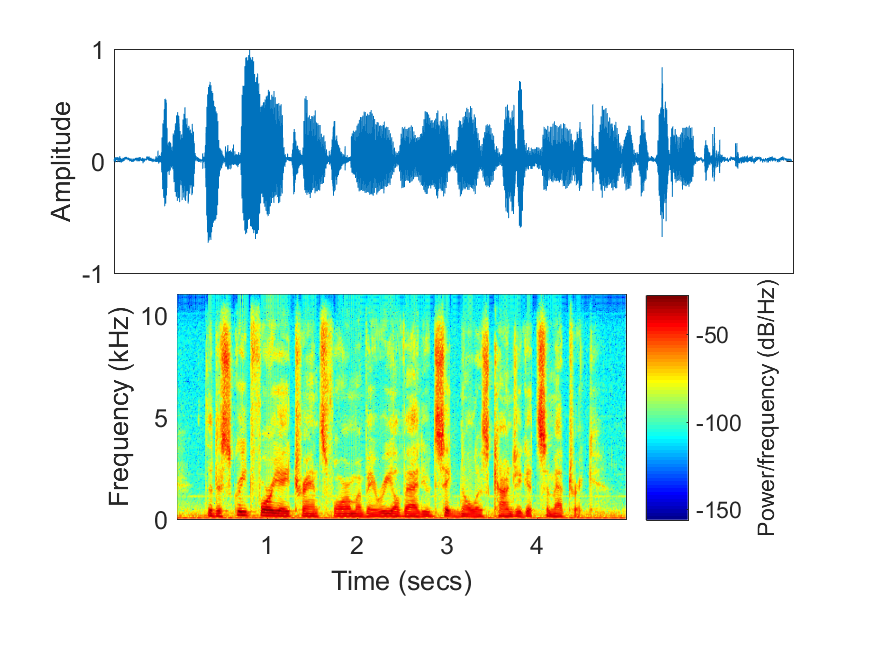 1
0
-1
Amplitude
10
5
0
Frequency (kHz)
1 2 3 4
Time (secs)
-50
-100
-150
Power/frequency (dB/Hz)